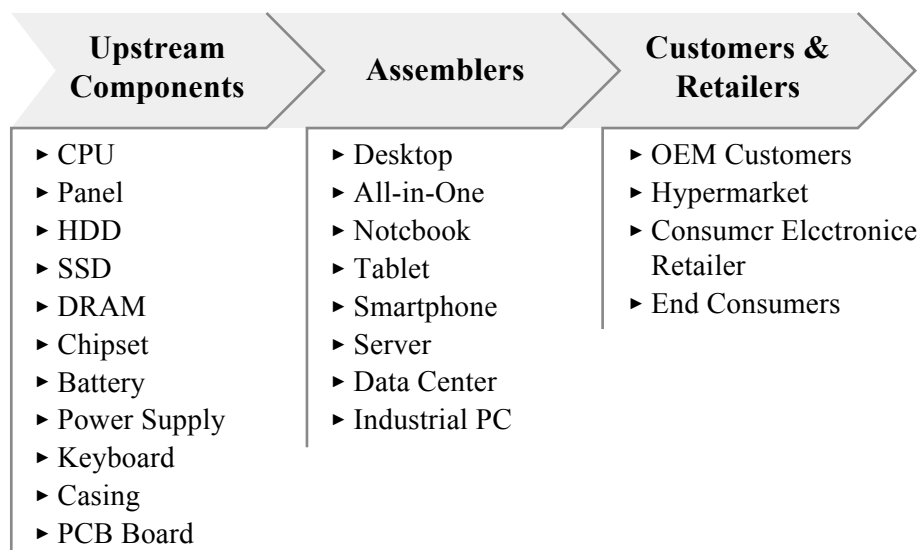 Upstream
Components
Assemblers
Customers &
Retailers
► CPU
► Panel
► HDD
► SSD
► DRAM
► Chipset
► Battery
► Power Supply
► Keyboard
► Casing
► PCB Board
► Desktop
► All-in-One
► Notcbook
► Tablet
► Smartphone
► Server
► Data Center
► Industrial PC
► OEM Customers
► Hypermarket
► Consumcr Elcctronice
Retailer
► End Consumers